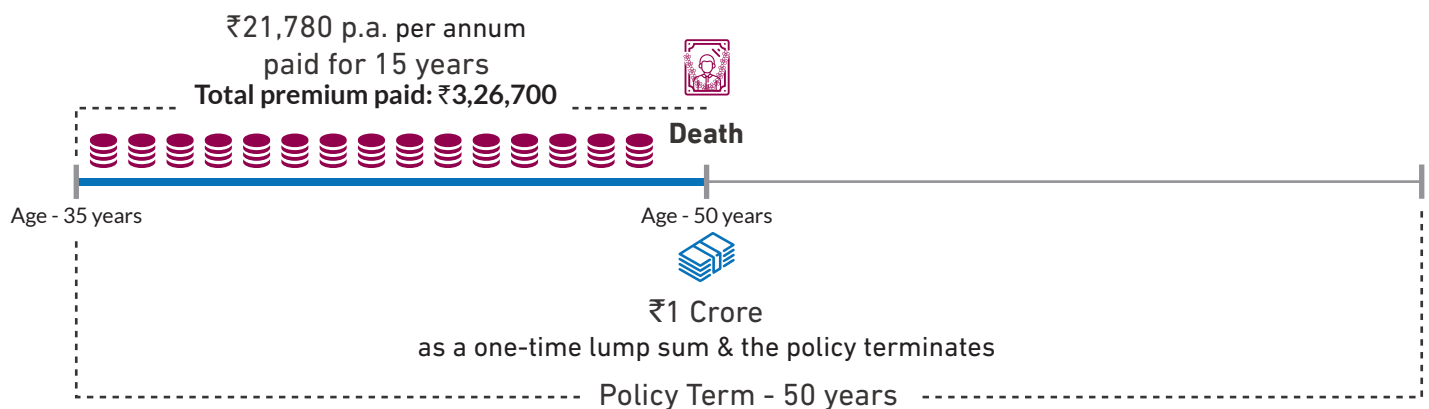 ₹21,780 p.a. per annum
paid for 15 years
Total premium paid: ₹3,26,700
Death
Age - 35 years
Age - 50 years
₹1 Crore
as a one-time lump sum & the policy terminates
Policy Term - 50 years